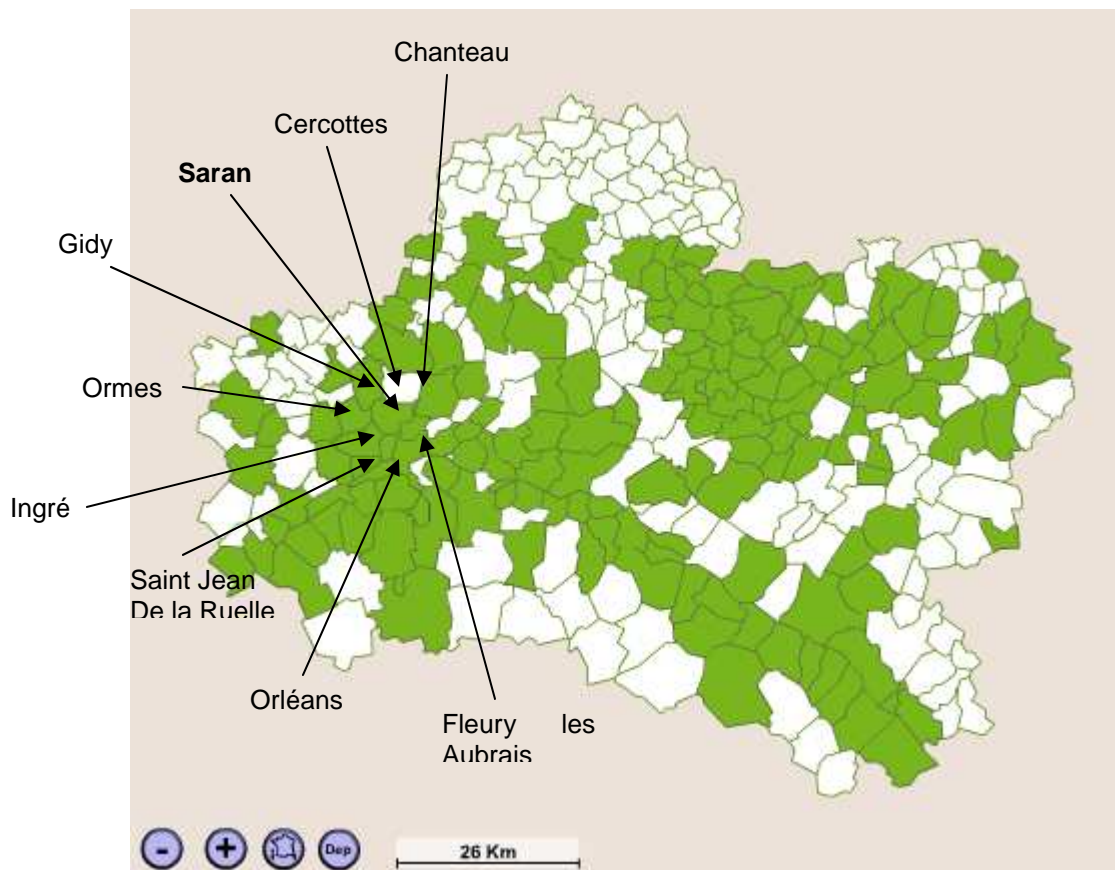 Chanteau
Cercottes
Saran
Gidy
Ormes
Ingré
Saint Jean
De la Ruelle
Orléans
Fleury les
Aubrais
- + Dep 26 Km